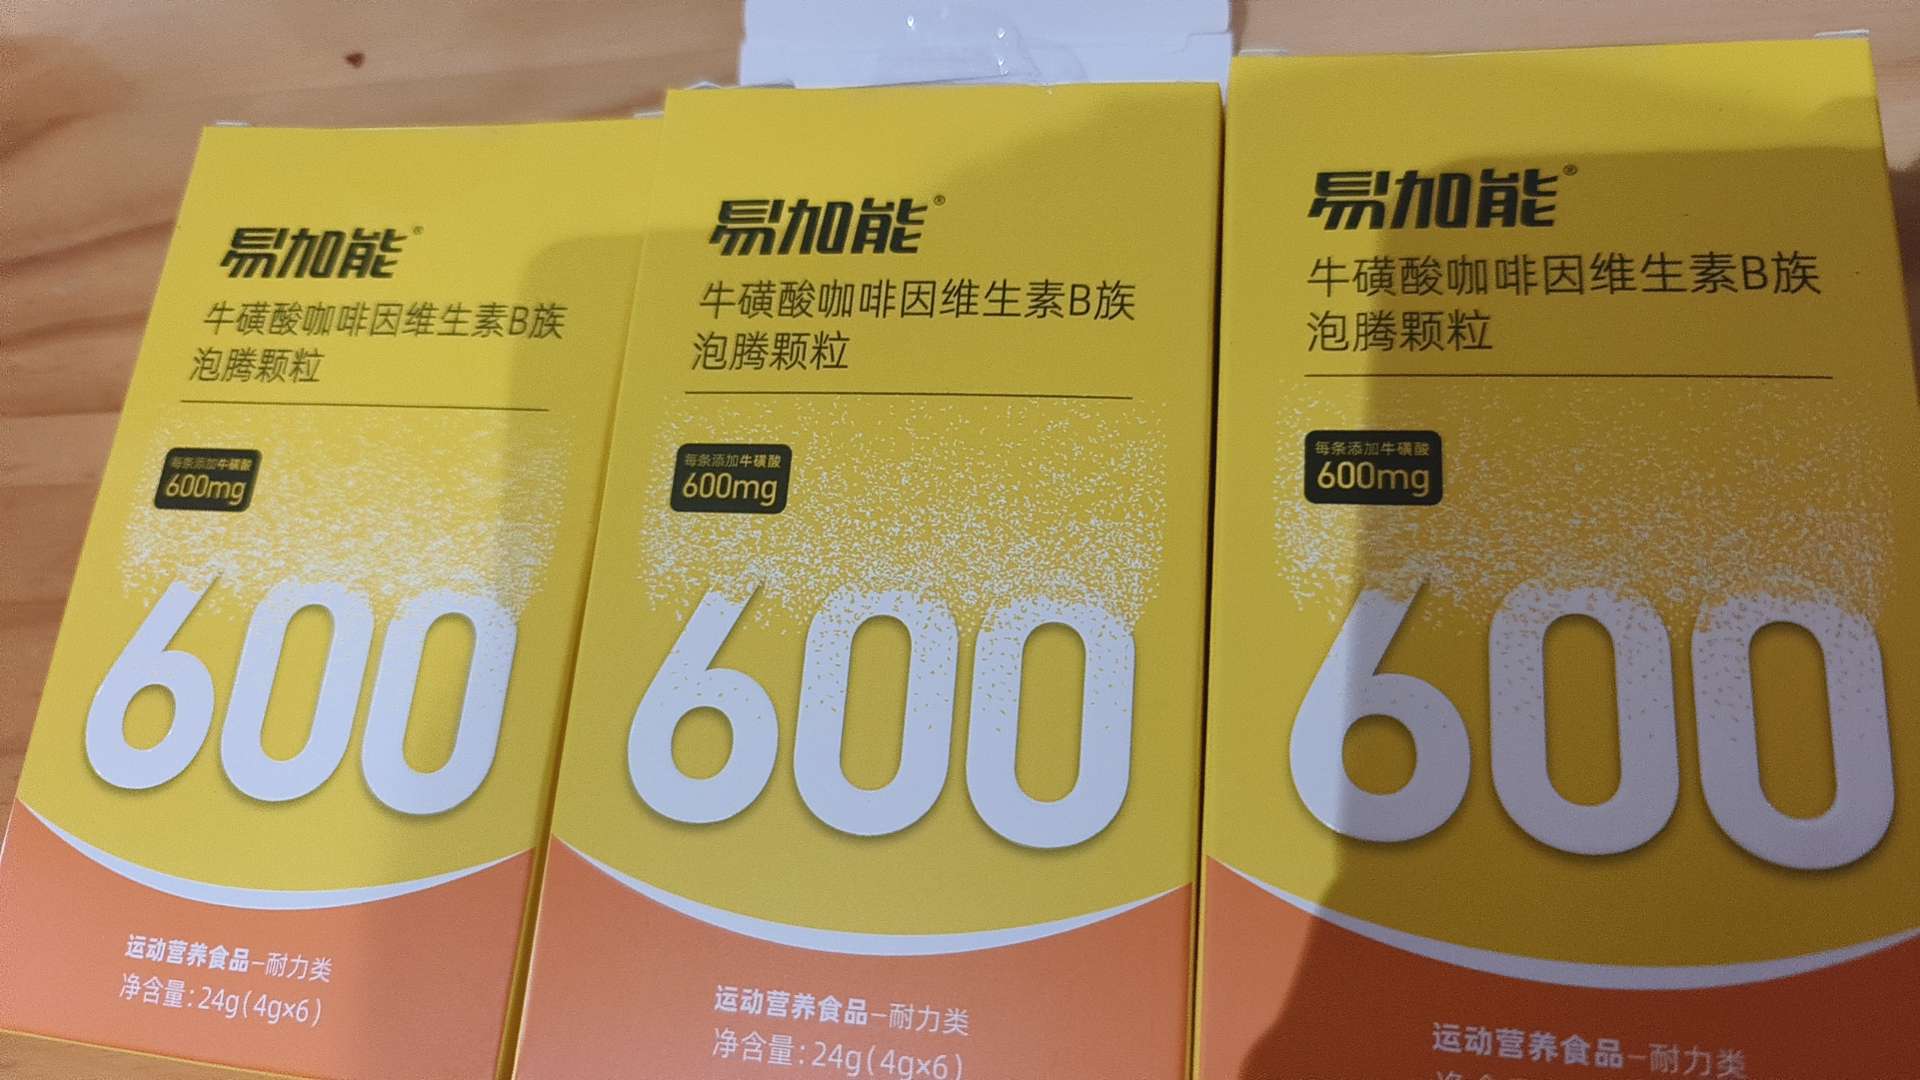 易加能®
牛磺酸咖啡因维生素B族
泡腾颗粒
每条添加牛磺酸
600mg
600
运动营养食品-耐力类
净含量:24g(4g×6)
易加能®
牛磺酸咖啡因维生素B族
泡腾颗粒
每条添加牛磺酸
600mg
600
运动营养食品-耐力类
净含量:24g(4g×6)
易加能®
牛磺酸咖啡因维生素B族
泡腾颗粒
每条添加牛磺酸
600mg
600
运动营养食品-耐力类